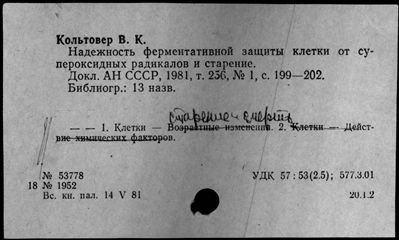 Кольтовер В. К.
Надежность ферментативной защиты клетки от су-
пероксидных радикалов и старение.
Докл. АН СССР, 1981, т. 256, № 1, с. 199—202.
Библиогр.: 13 назв.
старение и смерть
— — 1. Клетки — Возрастные изменения. 2. Клетки — Дейст-
вие химических факторов.
№ 53778 УДК 57 : 53(2.5); 577.3.01
18 № 1952
Вс. кн. пал. 14 V 81 20.1.2